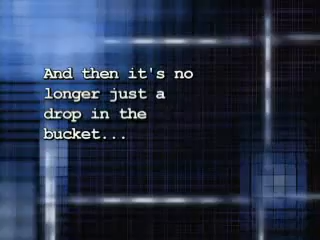 And then it's no
longer just a
drop in the
bucket...